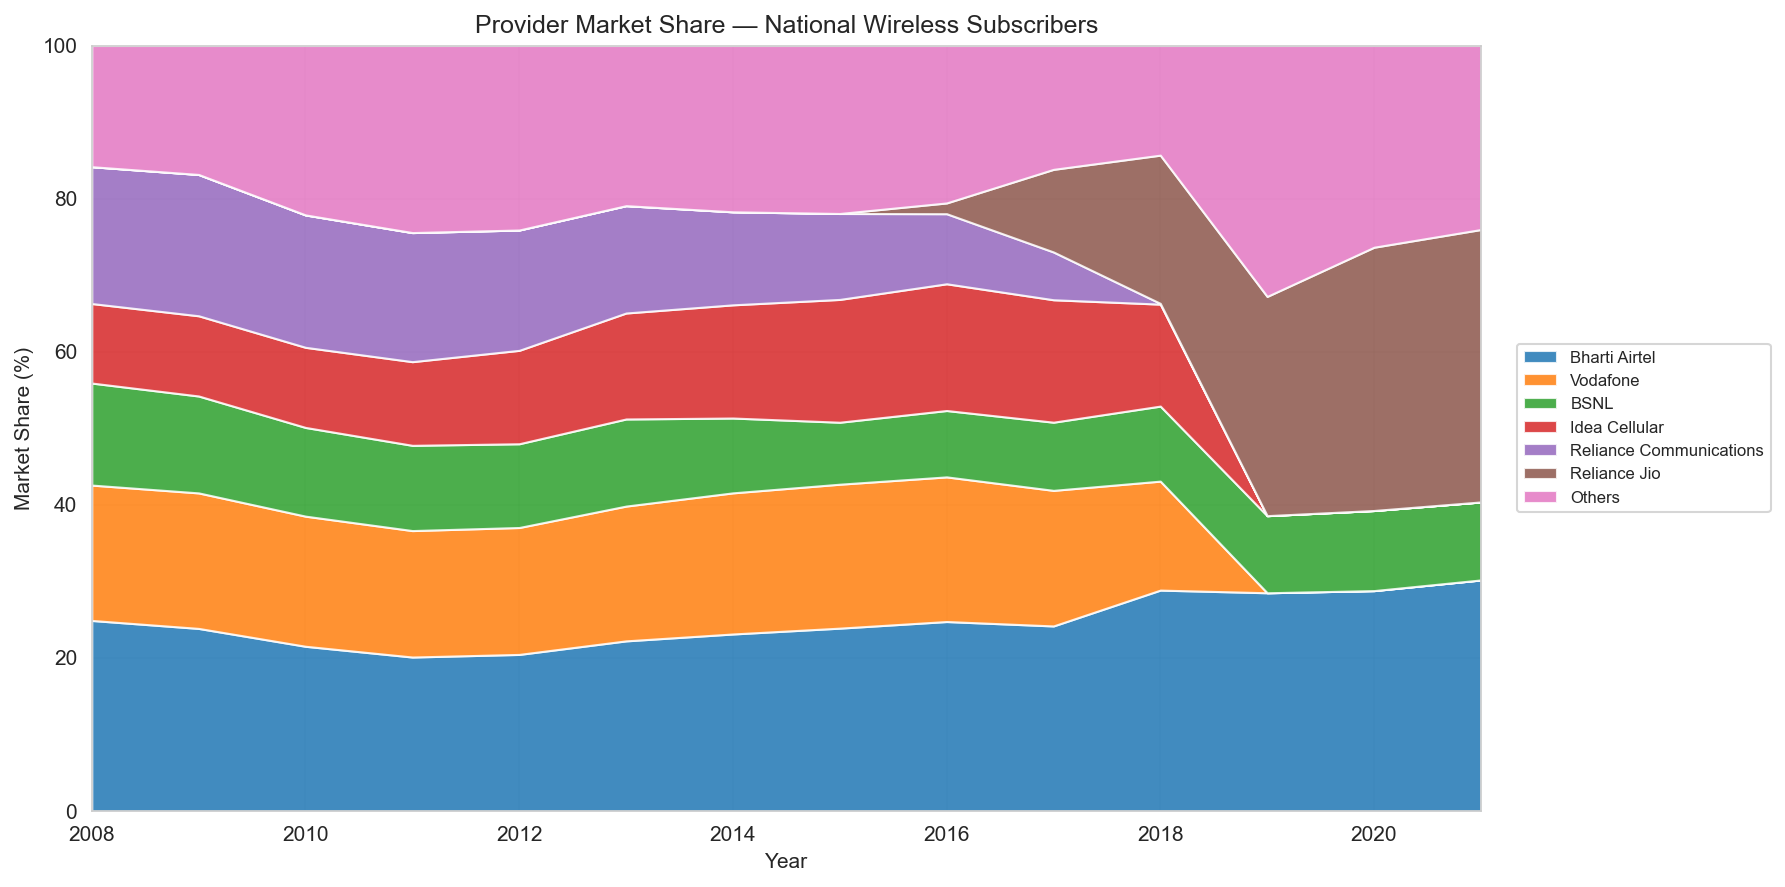 Provider Market Share — National Wireless Subscribers
Market Share (%)
100
80
60
40
20
0
2008 2010 2012 2014 2016 2018 2020
Year
Bharti Airtel
Vodafone
BSNL
Idea Cellular
Reliance Communications
Reliance Jio
Others